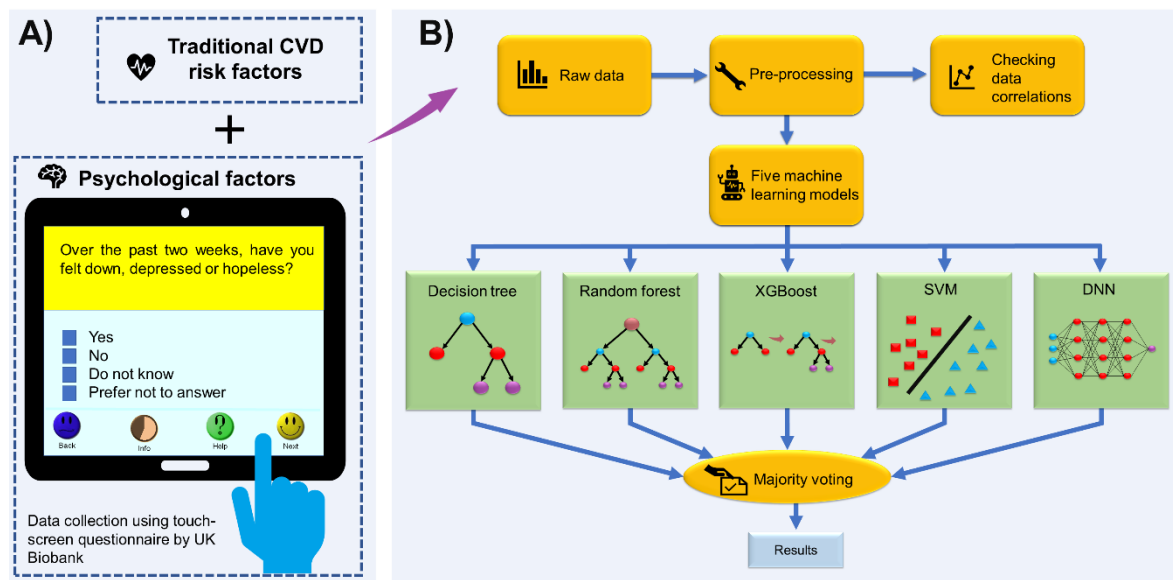 A)
Traditional CVD
risk factors
+
Psychological factors
Over the past two weeks, have you
felt down, depressed or hopeless?
Yes
No
Do not know
Prefer not to answer
Back
Info
?
Help
Next
Data collection using touch-
screen questionnaire by UK
Biobank
B)
Raw data
Pre-processing
Checking
data
correlations
Five machine
learning models
Decision tree
Random forest
XGBoost
SVM
DNN
Majority voting
Results